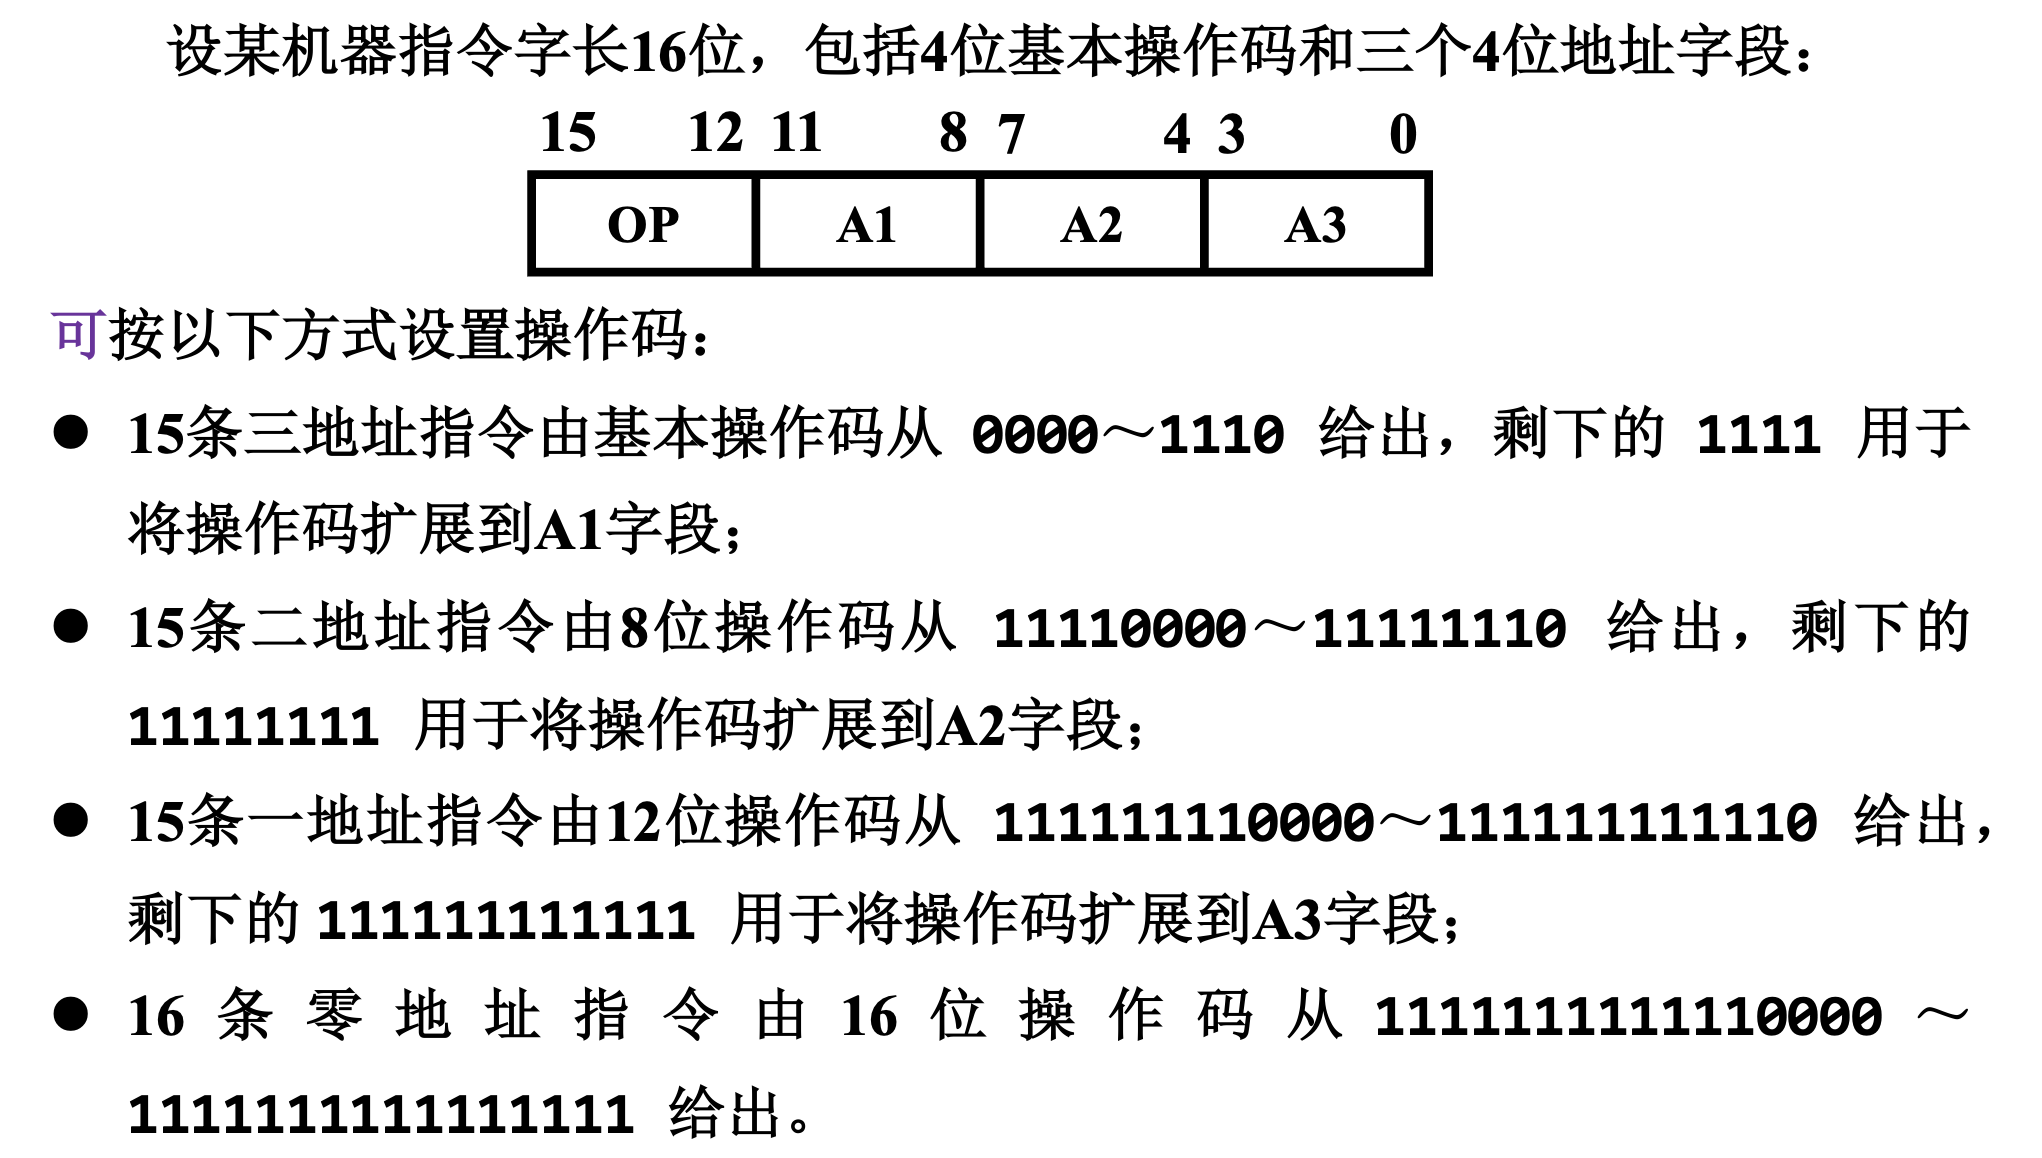 设某机器指令字长16位，包括4位基本操作码和三个4位地址字段：
15 12 11 8 7 4 3 0
OP A1 A2 A3
可按以下方式设置操作码：
● 15条三地址指令由基本操作码从 0000～1110 给出，剩下的 1111 用于
将操作码扩展到A1字段；
● 15条二地址指令由8位操作码从 11110000～11111110 给出，剩下的
11111111 用于将操作码扩展到A2字段；
● 15条一地址指令由12位操作码从 111111110000～111111111110 给出，
剩下的 111111111111 用于将操作码扩展到A3字段；
● 16条零地址指令由16位操作码从 1111111111110000 ～
1111111111111111 给出。